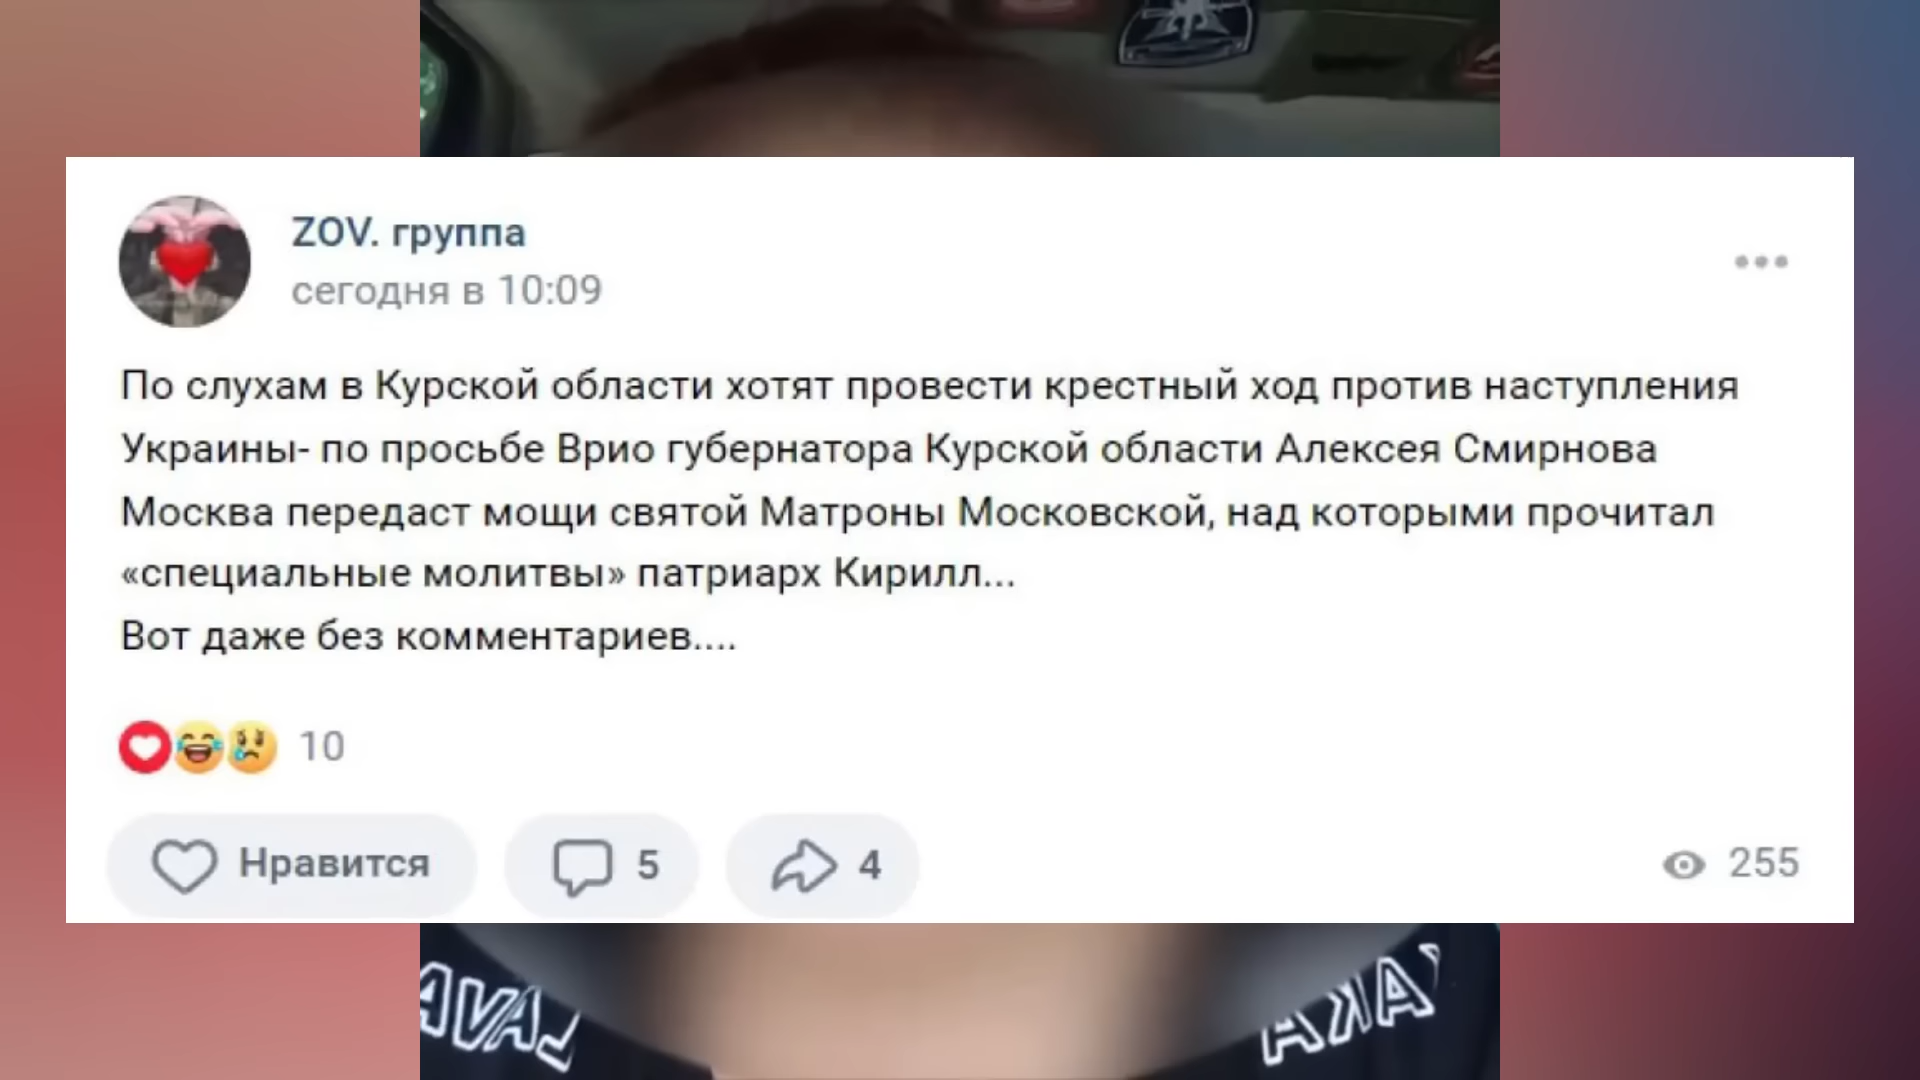 ZOV. группа
сегодня в 10:09
По слухам в Курской области хотят провести крестный ход против наступления
Украины- по просьбе Врио губернатора Курской области Алексея Смирнова
Москва передаст мощи святой Матроны Московской, над которыми прочитал
«специальные молитвы» патриарх Кирилл...
Вот даже без комментариев....
10
Нравится
5
4
255